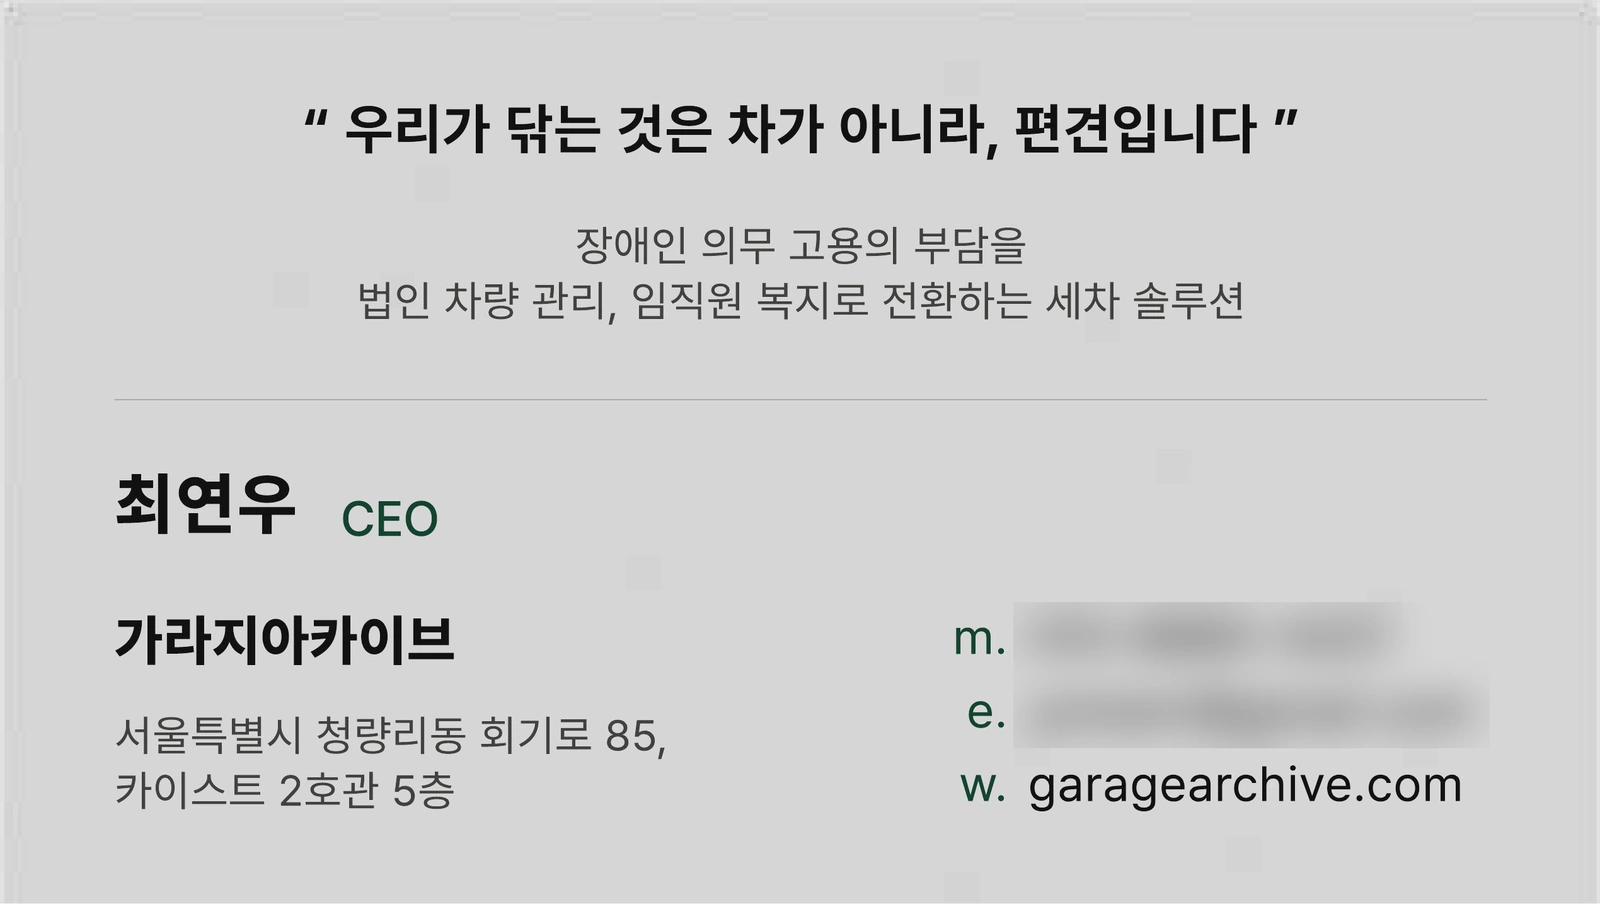 “ 우리가 닦는 것은 차가 아니라, 편견입니다 ”
장애인 의무 고용의 부담을
법인 차량 관리, 임직원 복지로 전환하는 세차 솔루션
최연우 CEO
가라지아카이브
서울특별시 청량리동 회기로 85,
카이스트 2호관 5층
m.
e.
w. garagearchive.com